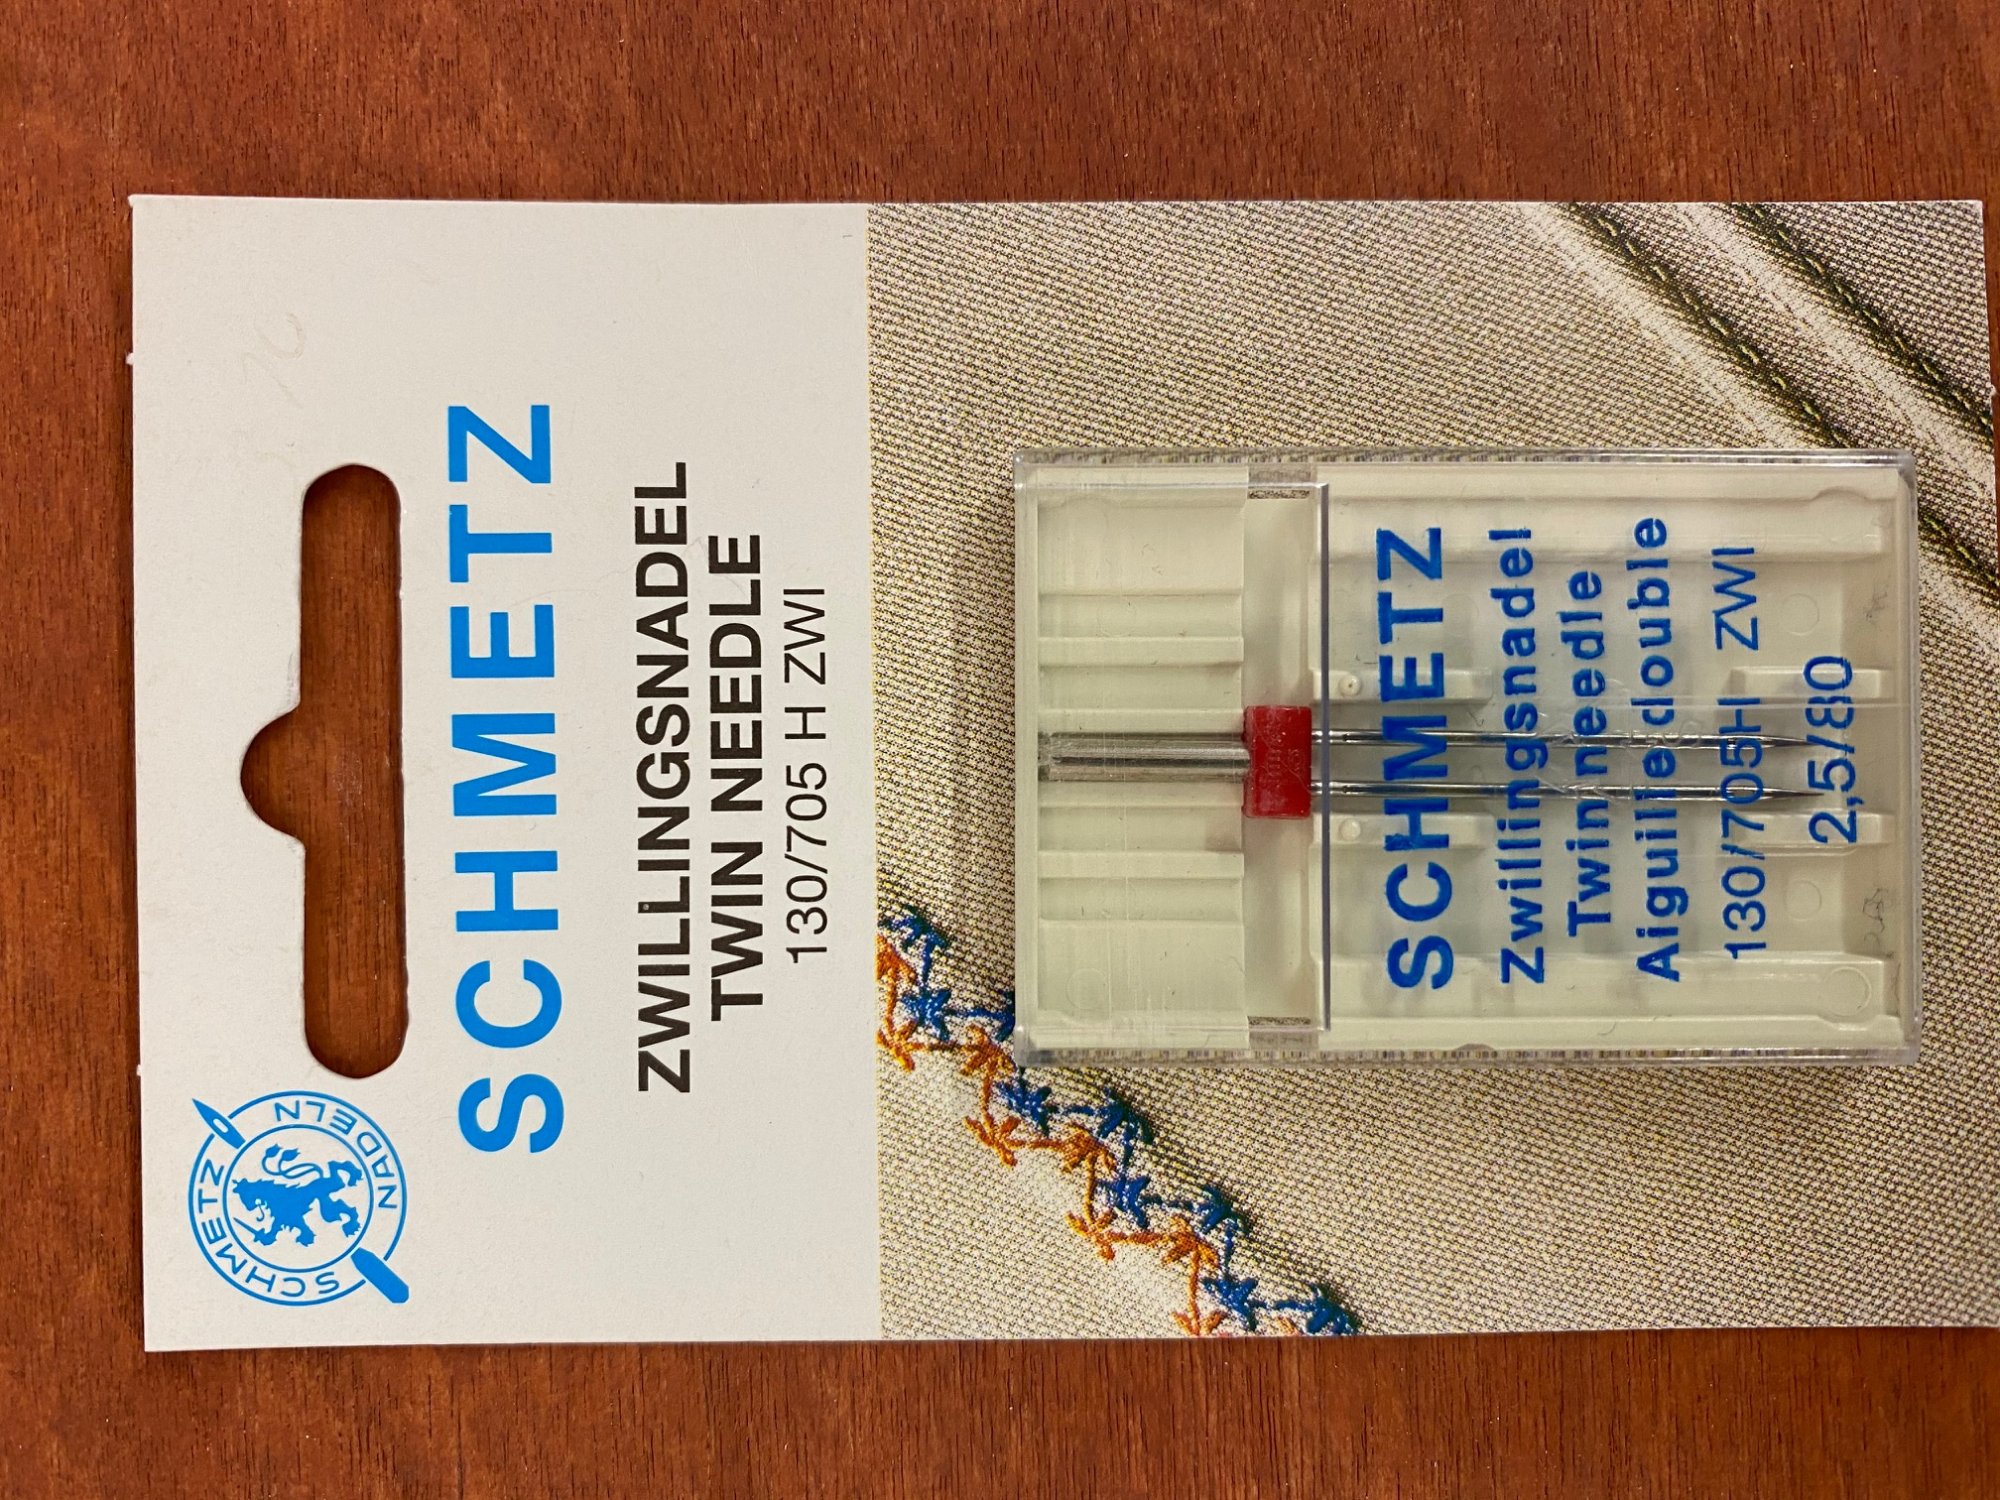 SCHMETZ NADELN
SCHMETZ
ZWILLINGSNADEL
TWIN NEEDLE
130/705 H ZWI
SCHMETZ
Zwillingsnadel
Twin needle
Aiguille double
130/705H ZWI
2,5/80